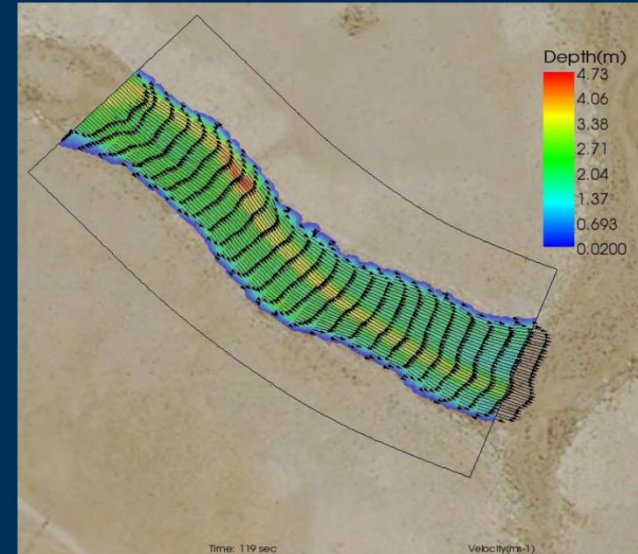 Depth(m)
4.73
4.06
3.38
2.71
2.04
1.37
0.693
0.0200
Time: 119 sec
Velocity(ms-1)